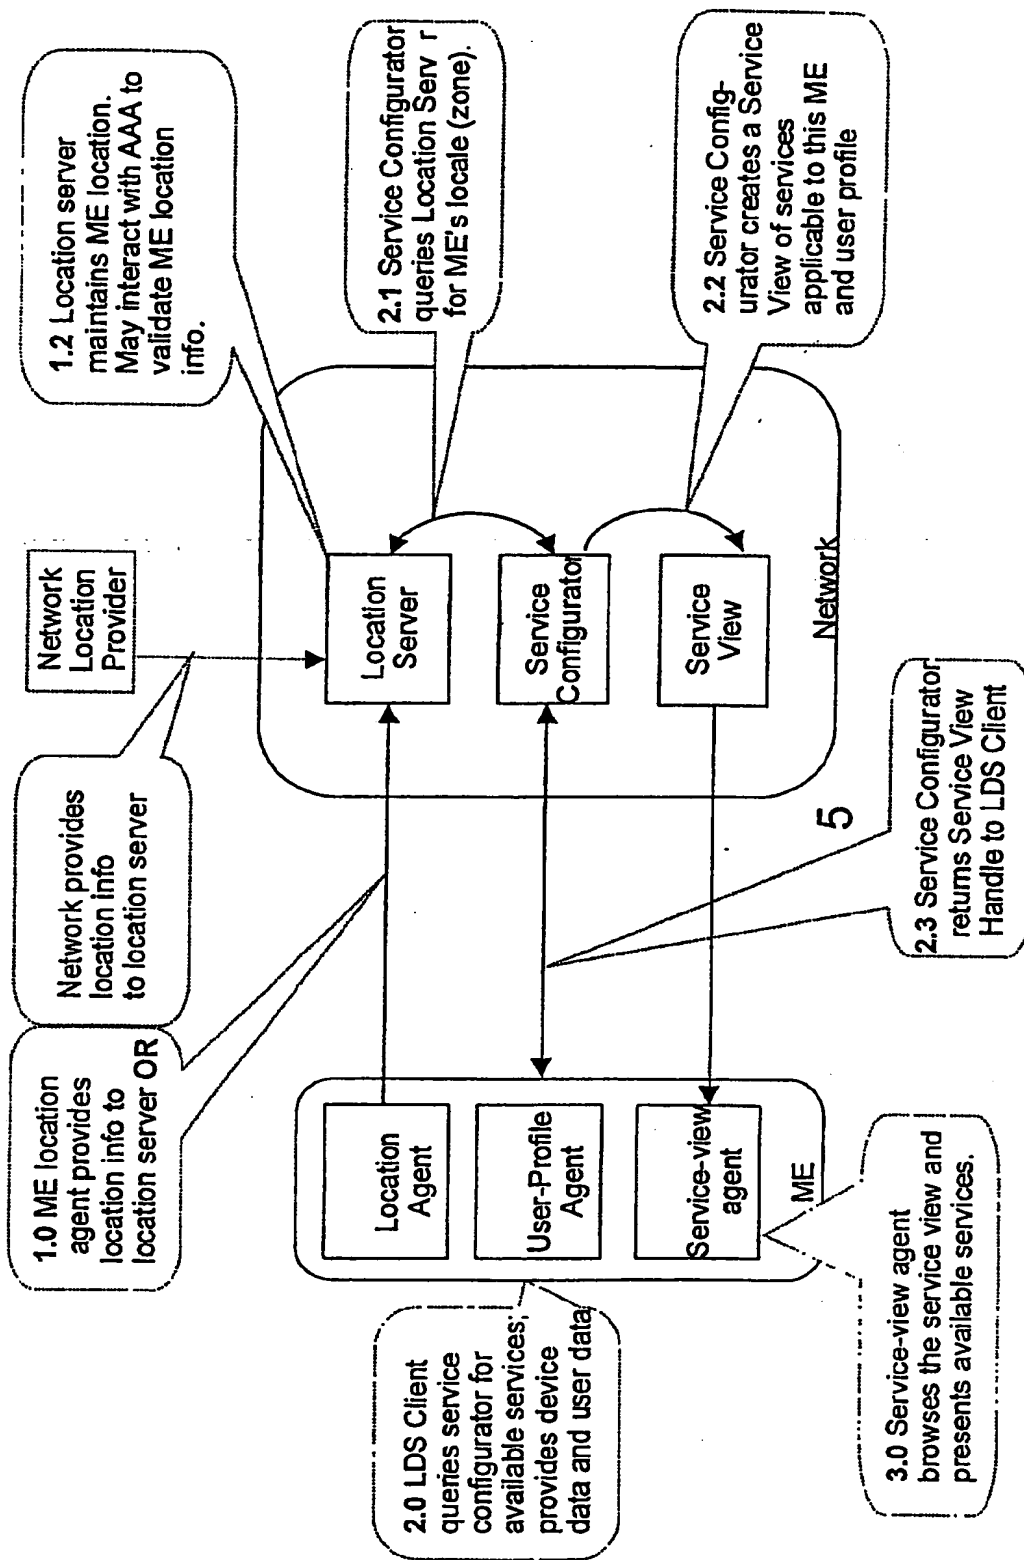 1.0 ME location
agent provides
location info to
location server OR
Network provides
location info
to location server
Network
Location
Provider
1.2 Location server
maintains ME location.
May interact with AAA to
validate ME location
info.
2.0 LDS Client
queries service
configurator for
available services;
provides device
data and user data
Location
Agent
User-Profile
Agent
Service-view
agent
ME
Location
Server
Service
Configurator
Service
View
Network
2.1 Service Configurator
queries Location Serv r
for ME's locale (zone).
2.2 Service Config-
urator creates a Service
View of services
applicable to this ME
and user profile
5
3.0 Service-view agent
browses the service view and
presents available services.
2.3 Service Configurator
returns Service View
Handle to LDS Client